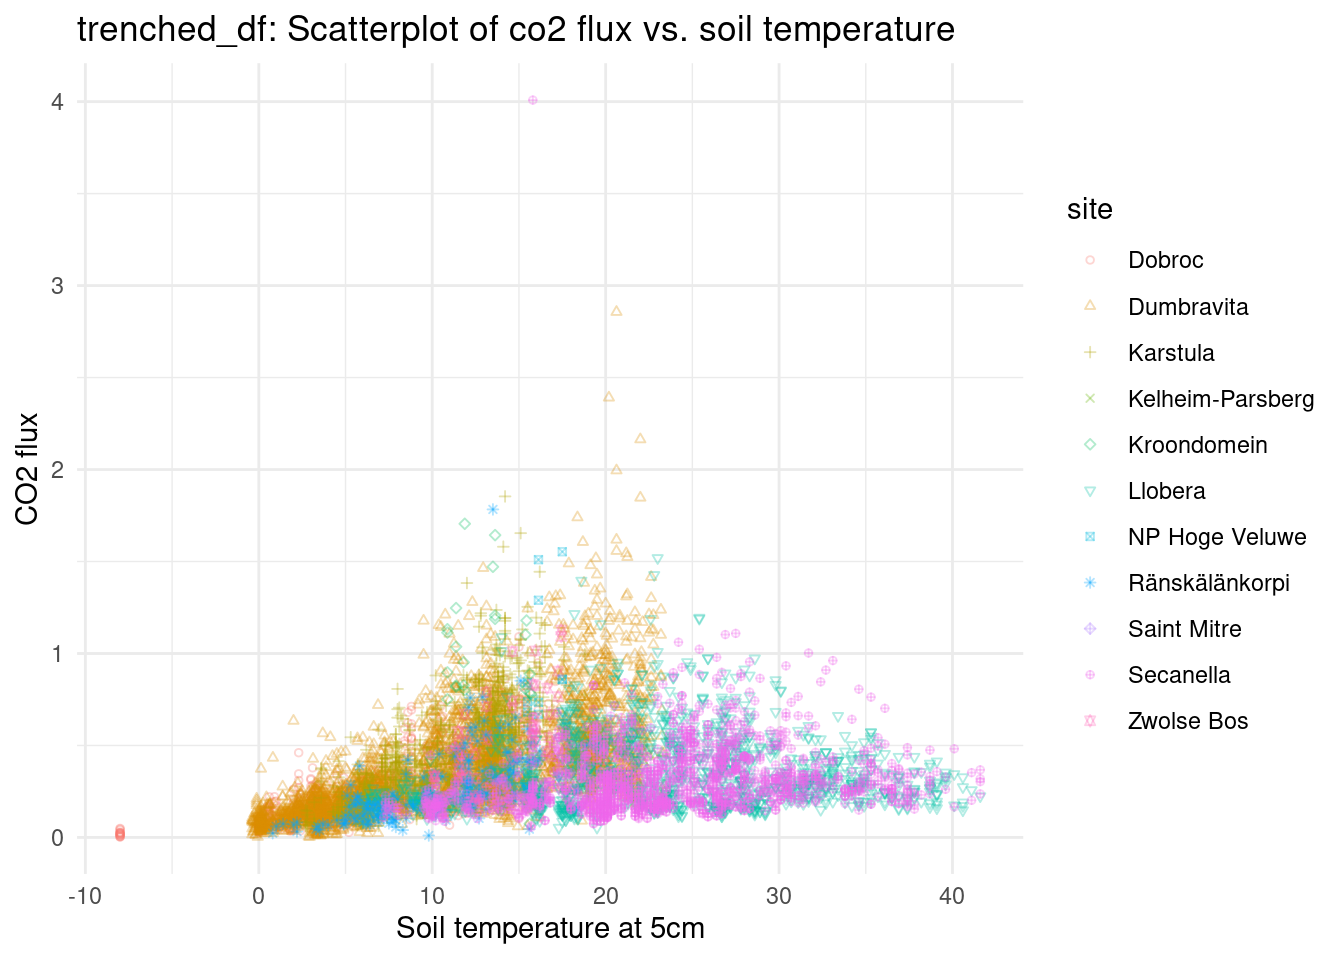 trenched_df: Scatterplot of co2 flux vs. soil temperature
4
3
2
1
0
CO2 flux
-10
0
10
20
30
40
Soil temperature at 5cm
site
Dobroc
Dumbravita
Karstula
Kelheim-Parsberg
Kroondomein
Llobera
NP Hoge Veluwe
Ränskälänkorpi
Saint Mitre
Secanella
Zwolse Bos